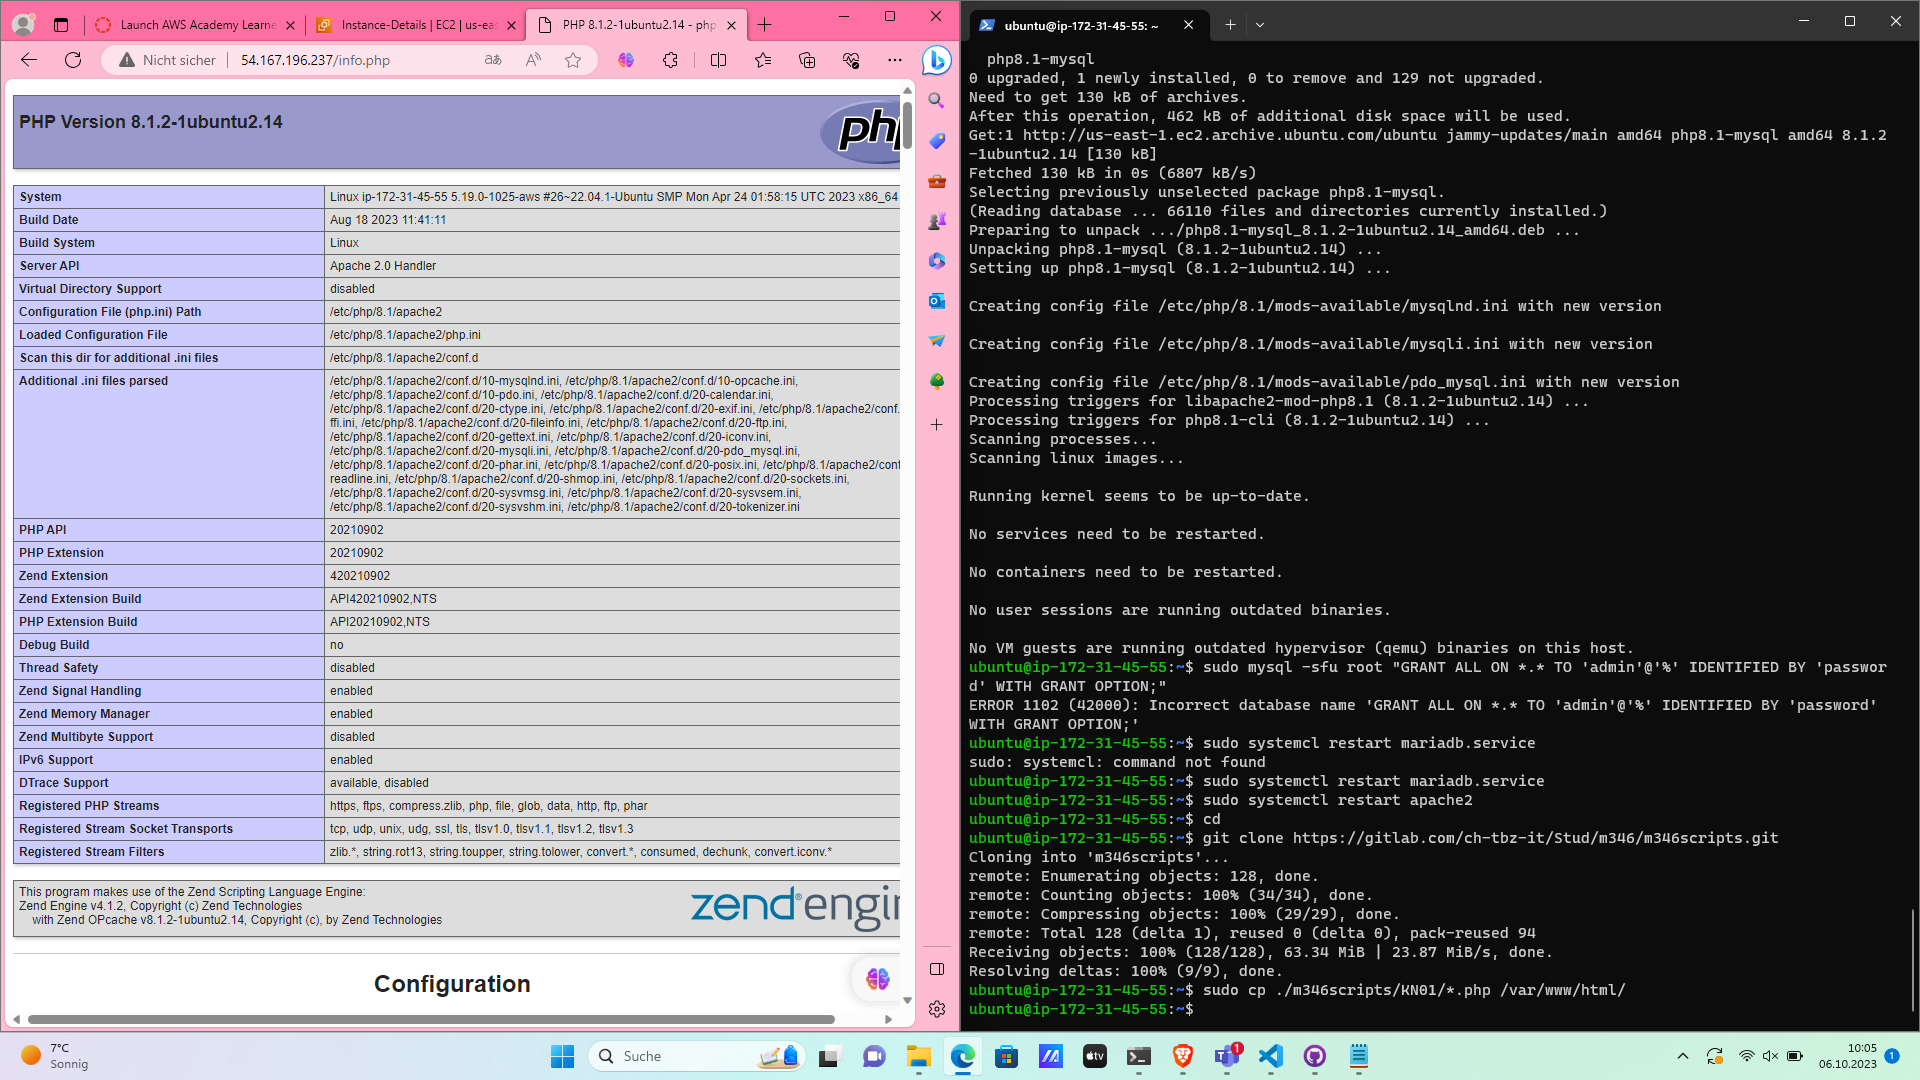 Launch AWS Academy Learne
Instance-Details | EC2 | us-eas
PHP 8.1.2-1ubuntu2.14 - php
Nicht sicher
54.167.196.237/info.php
PHP Version 8.1.2-1ubuntu2.14
php
System
Linux ip-172-31-45-55 5.19.0-1025-aws #26~22.04.1-Ubuntu SMP Mon Apr 24 01:58:15 UTC 2023 x86_64
Build Date
Aug 18 2023 11:41:11
Build System
Linux
Server API
Apache 2.0 Handler
Virtual Directory Support
disabled
Configuration File (php.ini) Path
/etc/php/8.1/apache2
Loaded Configuration File
/etc/php/8.1/apache2/php.ini
Scan this dir for additional .ini files
/etc/php/8.1/apache2/conf.d
Additional .ini files parsed
/etc/php/8.1/apache2/conf.d/10-mysqlnd.ini, /etc/php/8.1/apache2/conf.d/10-opcache.ini,
/etc/php/8.1/apache2/conf.d/10-pdo.ini, /etc/php/8.1/apache2/conf.d/20-calendar.ini,
/etc/php/8.1/apache2/conf.d/20-ctype.ini, /etc/php/8.1/apache2/conf.d/20-exif.ini, /etc/php/8.1/apache2/conf.
ffi.ini, /etc/php/8.1/apache2/conf.d/20-fileinfo.ini, /etc/php/8.1/apache2/conf.d/20-ftp.ini,
/etc/php/8.1/apache2/conf.d/20-gettext.ini, /etc/php/8.1/apache2/conf.d/20-iconv.ini,
/etc/php/8.1/apache2/conf.d/20-mysqli.ini, /etc/php/8.1/apache2/conf.d/20-pdo_mysql.ini,
/etc/php/8.1/apache2/conf.d/20-phar.ini, /etc/php/8.1/apache2/conf.d/20-posix.ini, /etc/php/8.1/apache2/conf
readline.ini, /etc/php/8.1/apache2/conf.d/20-shmop.ini, /etc/php/8.1/apache2/conf.d/20-sockets.ini,
/etc/php/8.1/apache2/conf.d/20-sysvmsg.ini, /etc/php/8.1/apache2/conf.d/20-sysvsem.ini,
/etc/php/8.1/apache2/conf.d/20-sysvshm.ini, /etc/php/8.1/apache2/conf.d/20-tokenizer.ini
PHP API
20210902
PHP Extension
20210902
Zend Extension
420210902
Zend Extension Build
API420210902,NTS
PHP Extension Build
API20210902,NTS
Debug Build
no
Thread Safety
disabled
Zend Signal Handling
enabled
Zend Memory Manager
enabled
Zend Multibyte Support
disabled
IPv6 Support
enabled
DTrace Support
available, disabled
Registered PHP Streams
https, ftps, compress.zlib, php, file, glob, data, http, ftp, phar
Registered Stream Socket Transports
tcp, udp, unix, udg, ssl, tls, tlsv1.0, tlsv1.1, tlsv1.2, tlsv1.3
Registered Stream Filters
zlib.*, string.rot13, string.toupper, string.tolower, convert.*, consumed, dechunk, convert.iconv.*
This program makes use of the Zend Scripting Language Engine:
Zend Engine v4.1.2, Copyright (c) Zend Technologies
with Zend OPcache v8.1.2-1ubuntu2.14, Copyright (c), by Zend Technologies
zend engin
Configuration
ubuntu@ip-172-31-45-55: ~
php8.1-mysql
0 upgraded, 1 newly installed, 0 to remove and 129 not upgraded.
Need to get 130 kB of archives.
After this operation, 462 kB of additional disk space will be used.
Get:1 http://us-east-1.ec2.archive.ubuntu.com/ubuntu jammy-updates/main amd64 php8.1-mysql amd64 8.1.2
-1ubuntu2.14 [130 kB]
Fetched 130 kB in 0s (6807 kB/s)
Selecting previously unselected package php8.1-mysql.
(Reading database ... 66110 files and directories currently installed.)
Preparing to unpack .../php8.1-mysql_8.1.2-1ubuntu2.14_amd64.deb ...
Unpacking php8.1-mysql (8.1.2-1ubuntu2.14) ...
Setting up php8.1-mysql (8.1.2-1ubuntu2.14) ...
Creating config file /etc/php/8.1/mods-available/mysqlnd.ini with new version
Creating config file /etc/php/8.1/mods-available/mysqli.ini with new version
Creating config file /etc/php/8.1/mods-available/pdo_mysql.ini with new version
Processing triggers for libapache2-mod-php8.1 (8.1.2-1ubuntu2.14) ...
Processing triggers for php8.1-cli (8.1.2-1ubuntu2.14) ...
Scanning processes...
Scanning linux images...
Running kernel seems to be up-to-date.
No services need to be restarted.
No containers need to be restarted.
No user sessions are running outdated binaries.
No VM guests are running outdated hypervisor (qemu) binaries on this host.
ubuntu@ip-172-31-45-55:~$ sudo mysql -sfu root "GRANT ALL ON *.* TO 'admin'@'%' IDENTIFIED BY 'passwor
d' WITH GRANT OPTION;"
ERROR 1102 (42000): Incorrect database name 'GRANT ALL ON *.* TO 'admin'@'%' IDENTIFIED BY 'password'
WITH GRANT OPTION;'
ubuntu@ip-172-31-45-55:~$ sudo systemcl restart mariadb.service
sudo: systemcl: command not found
ubuntu@ip-172-31-45-55:~$ sudo systemctl restart mariadb.service
ubuntu@ip-172-31-45-55:~$ sudo systemctl restart apache2
ubuntu@ip-172-31-45-55:~$ cd
ubuntu@ip-172-31-45-55:~$ git clone https://gitlab.com/ch-tbz-it/Stud/m346/m346scripts.git
Cloning into 'm346scripts'...
remote: Enumerating objects: 128, done.
remote: Counting objects: 100% (34/34), done.
remote: Compressing objects: 100% (29/29), done.
remote: Total 128 (delta 1), reused 0 (delta 0), pack-reused 94
Receiving objects: 100% (128/128), 63.34 MiB | 23.87 MiB/s, done.
Resolving deltas: 100% (9/9), done.
ubuntu@ip-172-31-45-55:~$ sudo cp ./m346scripts/KN01/*.php /var/www/html/
ubuntu@ip-172-31-45-55:~$
7°C
Sonnig
Suche
tv
1
10:05
06.10.2023
1